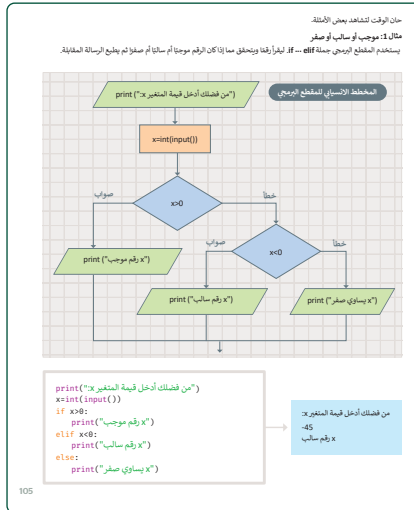 حان الوقت لتشاهد بعض الأمثلة.
مثال 1: موجب أو سالب أو صفر
يستخدم المقطع البرمجي جملة if ... elif. ليقرأ رقمًا ويتحقق مما إذا كان الرقم موجبًا أم سالبًا أم صفرًا ثم يطبع الرسالة المقابلة.
المخطط الانسيابي للمقطع البرمجي
print ("من فضلك أدخل قيمة المتغير x:")
x=int(input())
x>0
صواب
خطأ
print ("x رقم موجب")
x<0
صواب
خطأ
print ("x رقم سالب")
print ("x يساوي صفر")
print("من فضلك أدخل قيمة المتغير x:")
x=int(input())
if x>0:
print("x رقم موجب")
elif x<0:
print("x رقم سالب")
else:
print("x يساوي صفر")
من فضلك أدخل قيمة المتغير x:
-45
x رقم سالب
105